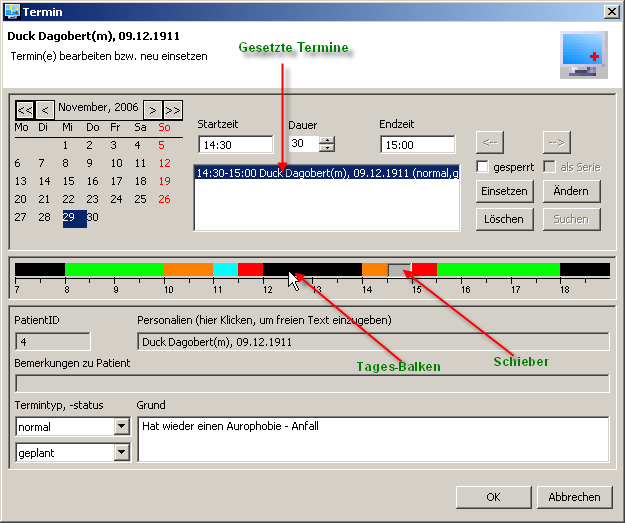 Termin
Duck Dagobert(m), 09.12.1911
Termin(e) bearbeiten bzw. neu einsetzen
Gesetzte Termine
<< < November, 2006 > >>
Mo Di Mi Do Fr Sa So
1 2 3 4 5
6 7 8 9 10 11 12
13 14 15 16 17 18 19
20 21 22 23 24 25 26
27 28 29 30
Startzeit Dauer Endzeit
14:30 30 15:00
<-- -->
14:30-15:00 Duck Dagobert(m), 09.12.1911 (normal,g
gesperrt als Serie
Einsetzen Ändern
Löschen Suchen
7 8 9 10 11 12 13 14 15 16 17 18
PatientID Personalien (hier Klicken, um freien Text einzugeben)
4 Duck Dagobert(m), 09.12.1911
Tages-Balken Schieber
Bemerkungen zu Patient
Termintyp, -status Grund
normal Hat wieder einen Aurophobie - Anfall
geplant
OK Abbrechen